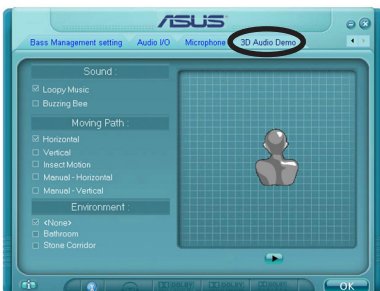 ASUS
Bass Management setting Audio I/O Microphone 3D Audio Demo
Sound :
Loopy Music
Buzzing Bee
Moving Path :
Horizontal
Vertical
Insect Motion
Manual - Horizontal
Manual - Vertical
Environment :
<None>
Bathroom
Stone Corridor
OK